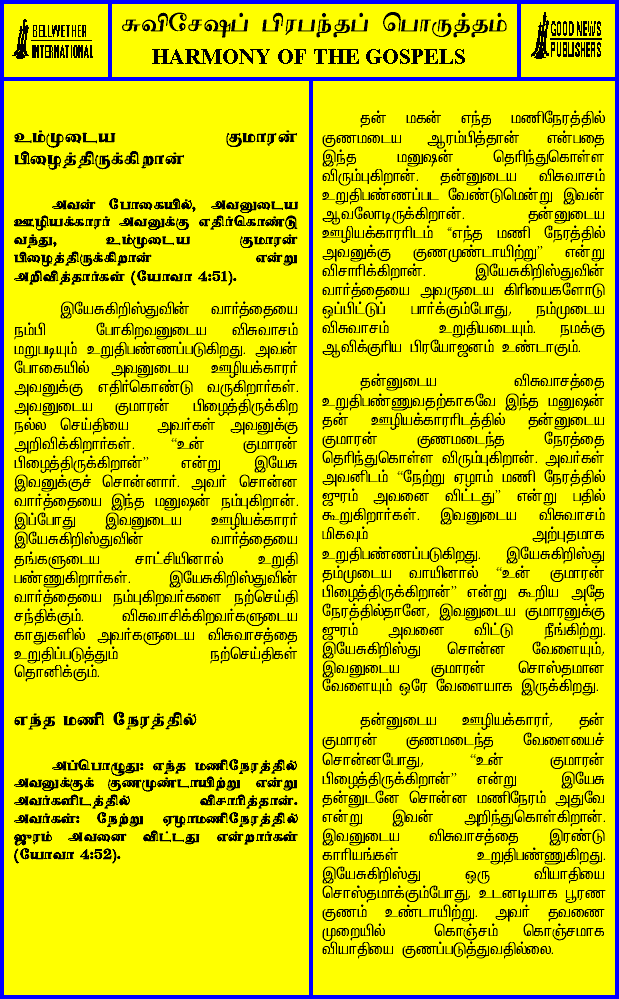 BELLWETHER
INTERNATIONAL
சுவிசேஷப் பிரபந்தப் பொருத்தம்
HARMONY OF THE GOSPELS
GOOD NEWS
PUBLISHERS
உம்முடைய குமாரன்
பிழைத்திருக்கிறான்
அவன் போகையில், அவனுடைய
ஊழியக்காரர் அவனுக்கு எதிர்கொண்டு
வந்து, உம்முடைய குமாரன்
பிழைத்திருக்கிறான் என்று
அறிவித்தார்கள் (யோவா 4:51).
இயேசுகிறிஸ்துவின் வார்த்தையை
நம்பி போகிறவனுடைய விசுவாசம்
மறுபடியும் உறுதிபண்ணப்படுகிறது. அவன்
போகையில் அவனுடைய ஊழியக்காரர்
அவனுக்கு எதிர்கொண்டு வருகிறார்கள்.
அவனுடைய குமாரன் பிழைத்திருக்கிற
நல்ல செய்தியை அவர்கள் அவனுக்கு
அறிவிக்கிறார்கள். “உன் குமாரன்
பிழைத்திருக்கிறான்” என்று இயேசு
இவனுக்குச் சொன்னார். அவர் சொன்ன
வார்த்தையை இந்த மனுஷன் நம்புகிறான்.
இப்போது இவனுடைய ஊழியக்காரர்
இயேசுகிறிஸ்துவின் வார்த்தையை
தங்களுடைய சாட்சியினால் உறுதி
பண்ணுகிறார்கள். இயேசுகிறிஸ்துவின்
வார்த்தையை நம்புகிறவர்களை நற்செய்தி
சந்திக்கும். விசுவாசிக்கிறவர்களுடைய
காதுகளில் அவர்களுடைய விசுவாசத்தை
உறுதிப்படுத்தும் நற்செய்திகள்
தொனிக்கும்.
எந்த மணி நேரத்தில்
அப்பொழுது: எந்த மணிநேரத்தில்
அவனுக்குக் குணமுண்டாயிற்று என்று
அவர்களிடத்தில் விசாரித்தான்.
அவர்கள்: நேற்று ஏழாமணிநேரத்தில்
ஜுரம் அவனை விட்டது என்றார்கள்
(யோவா 4:52).
தன் மகன் எந்த மணிநேரத்தில்
குணமடைய ஆரம்பித்தான் என்பதை
இந்த மனுஷன் தெரிந்துகொள்ள
விரும்புகிறான். தன்னுடைய விசுவாசம்
உறுதிபண்ணப்பட வேண்டுமென்று இவன்
ஆவலோடிருக்கிறான். தன்னுடைய
ஊழியக்காரரிடம் “எந்த மணி நேரத்தில்
அவனுக்கு குணமுண்டாயிற்று” என்று
விசாரிக்கிறான். இயேசுகிறிஸ்துவின்
வார்த்தையை அவருடைய கிரியைகளோடு
ஒப்பிட்டுப் பார்க்கும்போது, நம்முடைய
விசுவாசம் உறுதியடையும். நமக்கு
ஆவிக்குரிய பிரயோஜனம் உண்டாகும்.
தன்னுடைய விசுவாசத்தை
உறுதிபண்ணுவதற்காகவே இந்த மனுஷன்
தன் ஊழியக்காரரிடத்தில் தன்னுடைய
குமாரன் குணமடைந்த நேரத்தை
தெரிந்துகொள்ள விரும்புகிறான். அவர்கள்
அவனிடம் “நேற்று ஏழாம் மணி நேரத்தில்
ஜுரம் அவனை விட்டது” என்று பதில்
கூறுகிறார்கள். இவனுடைய விசுவாசம்
மிகவும் அற்புதமாக
உறுதிபண்ணப்படுகிறது. இயேசுகிறிஸ்து
தம்முடைய வாயினால் “உன் குமாரன்
பிழைத்திருக்கிறான்” என்று கூறிய அதே
நேரத்தில்தானே, இவனுடைய குமாரனுக்கு
ஜுரம் அவனை விட்டு நீங்கிற்று.
இயேசுகிறிஸ்து சொன்ன வேளையும்,
இவனுடைய குமாரன் சொஸ்தமான
வேளையும் ஒரே வேளையாக இருக்கிறது.
தன்னுடைய ஊழியக்காரர், தன்
குமாரன் குணமடைந்த வேளையைச்
சொன்னபோது, “உன் குமாரன்
பிழைத்திருக்கிறான்” என்று இயேசு
தன்னுடனே சொன்ன மணிநேரம் அதுவே
என்று இவன் அறிந்துகொள்கிறான்.
இவனுடைய விசுவாசத்தை இரண்டு
காரியங்கள் உறுதிபண்ணுகிறது.
இயேசுகிறிஸ்து ஒரு வியாதியை
சொஸ்தமாக்கும்போது, உடனடியாக பூரண
குணம் உண்டாயிற்று. அவர் தவணை
முறையில் கொஞ்சம் கொஞ்சமாக
வியாதியை குணப்படுத்துவதில்லை.